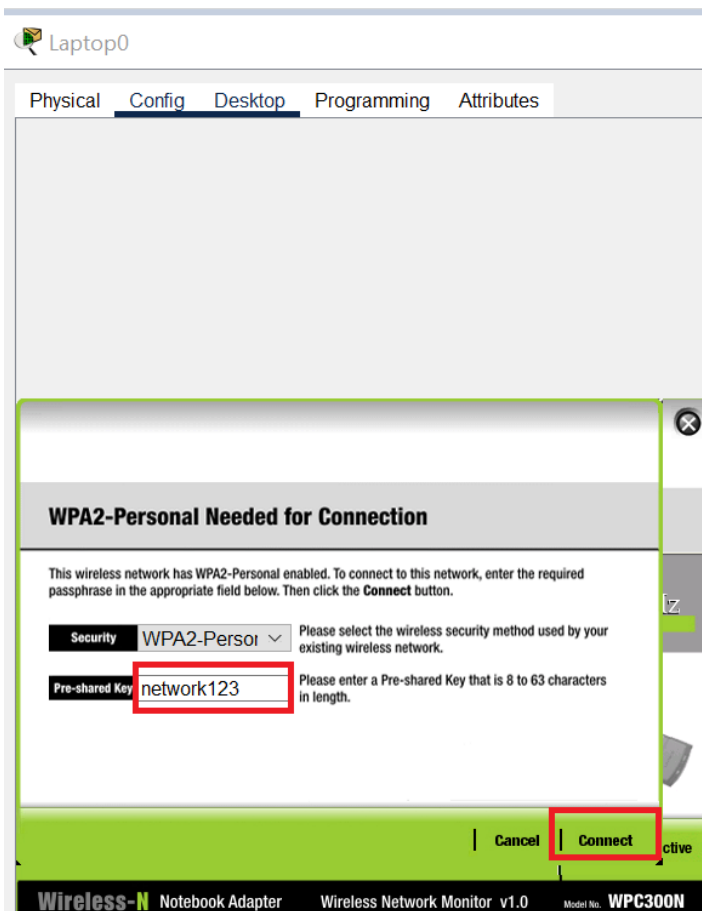 Laptop0
Physical Config Desktop Programming Attributes
WPA2-Personal Needed for Connection
This wireless network has WPA2-Personal enabled. To connect to this network, enter the required
passphrase in the appropriate field below. Then click the Connect button.
Security WPA2-Persor Please select the wireless security method used by your
existing wireless network.
Pre-shared Key network123 Please enter a Pre-shared Key that is 8 to 63 characters
in length.
Cancel Connect
Wireless-N Notebook Adapter Wireless Network Monitor v1.0 Model No. WPC300N